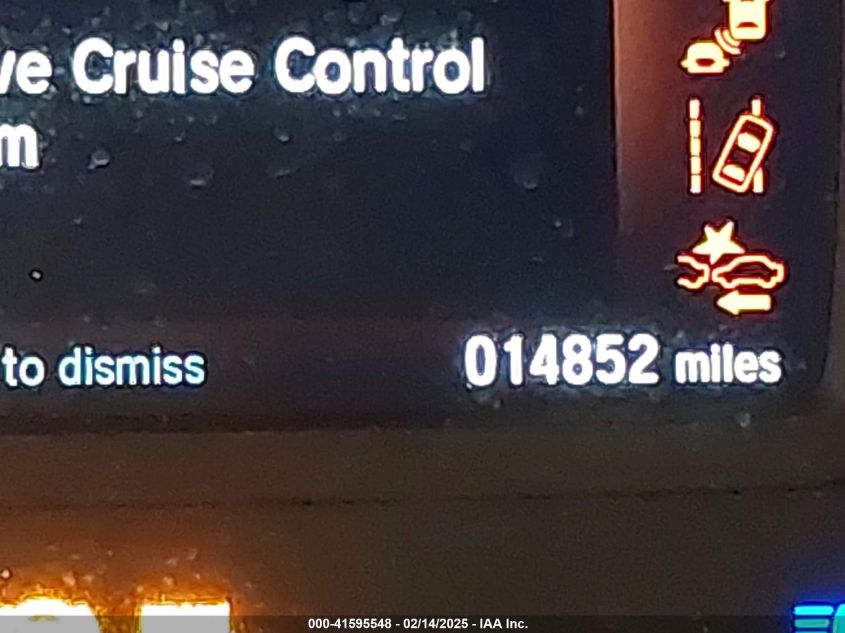 ve Cruise Control
m
to dismiss
014852 miles
000-41595548 - 02/14/2025 - IAA Inc.